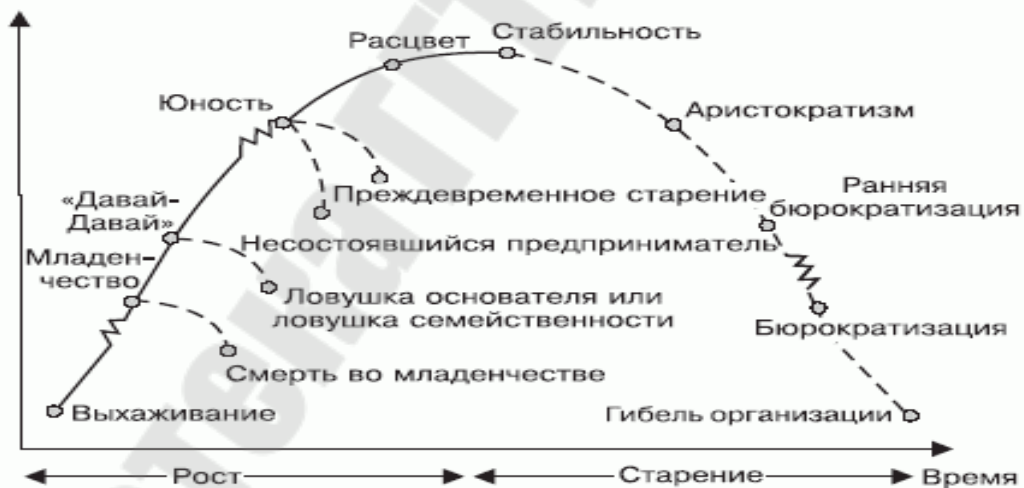 Расцвет
Стабильность
Юность
Аристократизм
Преждевременное старение
Ранняя
бюрократизация
«Давай-
Давай»
Несостоявшийся предприниматель
Младен-
чество
Ловушка основателя или
ловушка семейственности
Бюрократизация
Смерть во младенчестве
Выхаживание
Гибель организации
Рост
Старение
Время